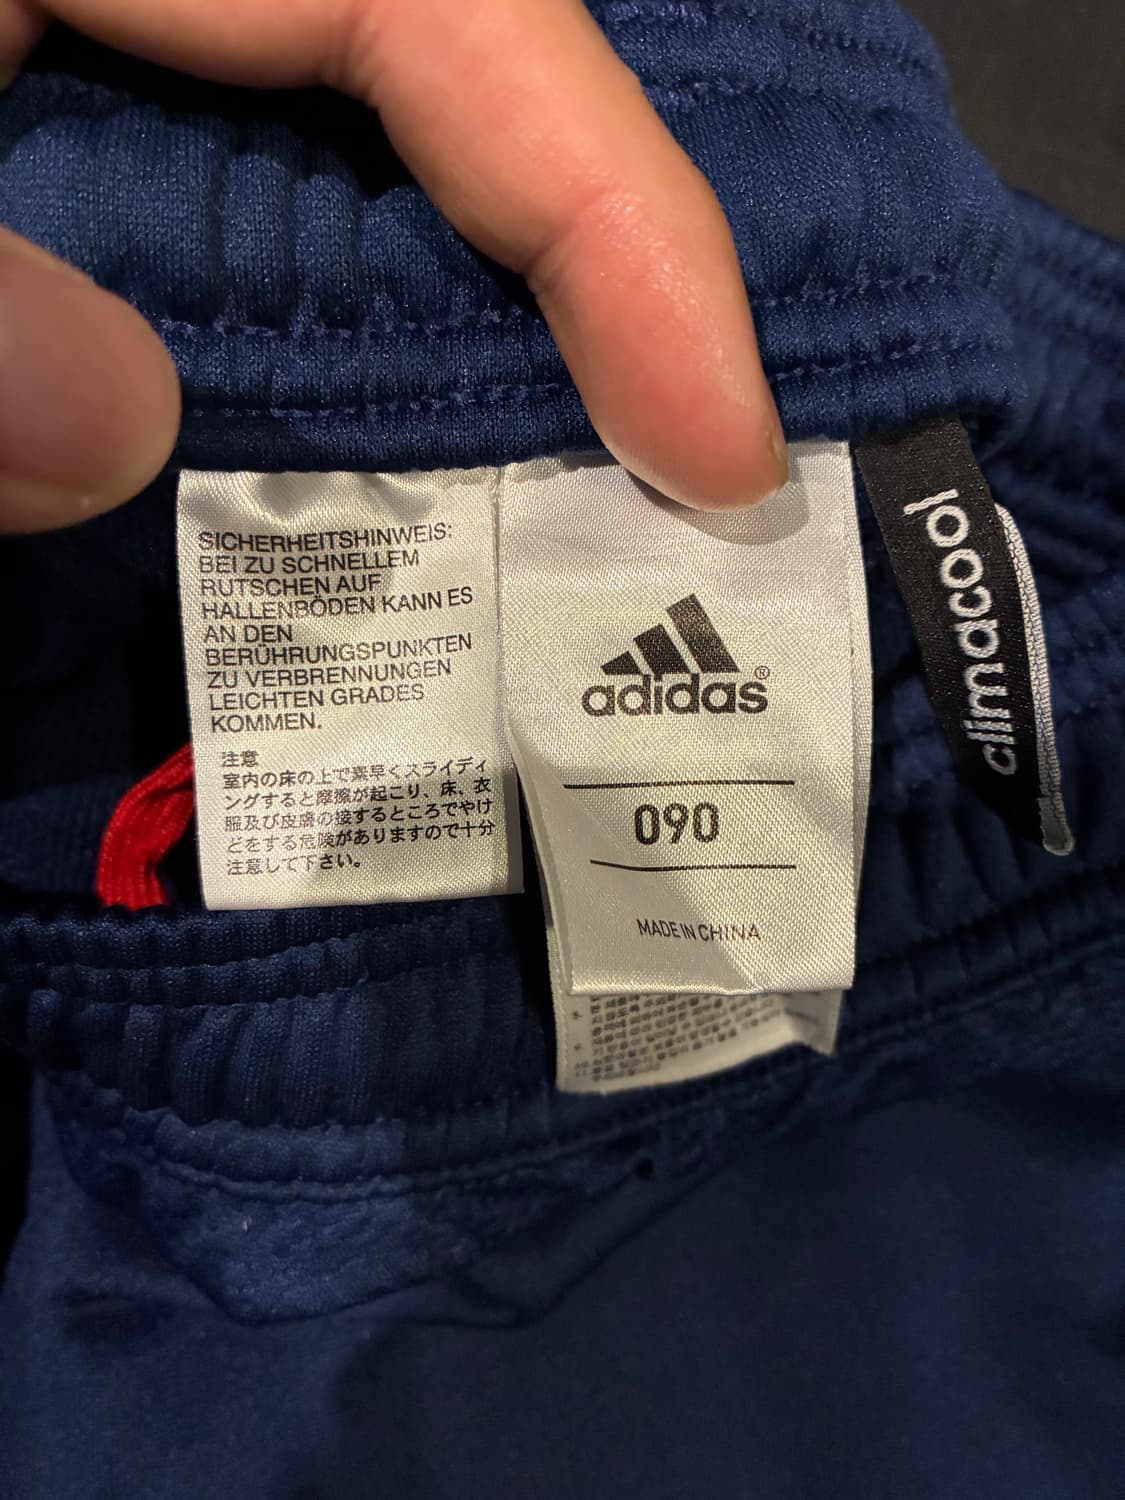 SICHERHEITSHINWEIS:
BEI ZU SCHNELLEM
RUTSCHEN AUF
HALLENBÖDEN KANN ES
AN DEN
BERÜHRUNGSPUNKTEN
ZU VERBRENNUNGEN
LEICHTEN GRADES
KOMMEN.
注意
室内の床の上で素早くスライディ
ングすると摩擦が起こり、床、衣
服及び皮膚の接するところでやけ
どをする危険がありますので十分
注意して下さい。
adidas®
090
MADE IN CHINA
climacool